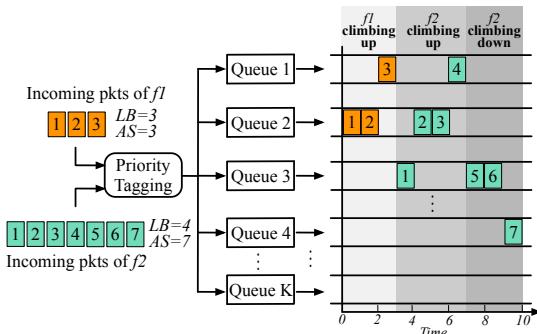 f1 climbing up
f2 climbing up
f2 climbing down
Incoming pkts of f1
1 2 3
LB=3
AS=3
Priority Tagging
1 2 3 4 5 6 7
LB=4
AS=7
Incoming pkts of f2
Queue 1
3
4
Queue 2
1 2
2 3
Queue 3
1
5 6
Queue 4
7
Queue K
0 2 4 6 8 10
Time